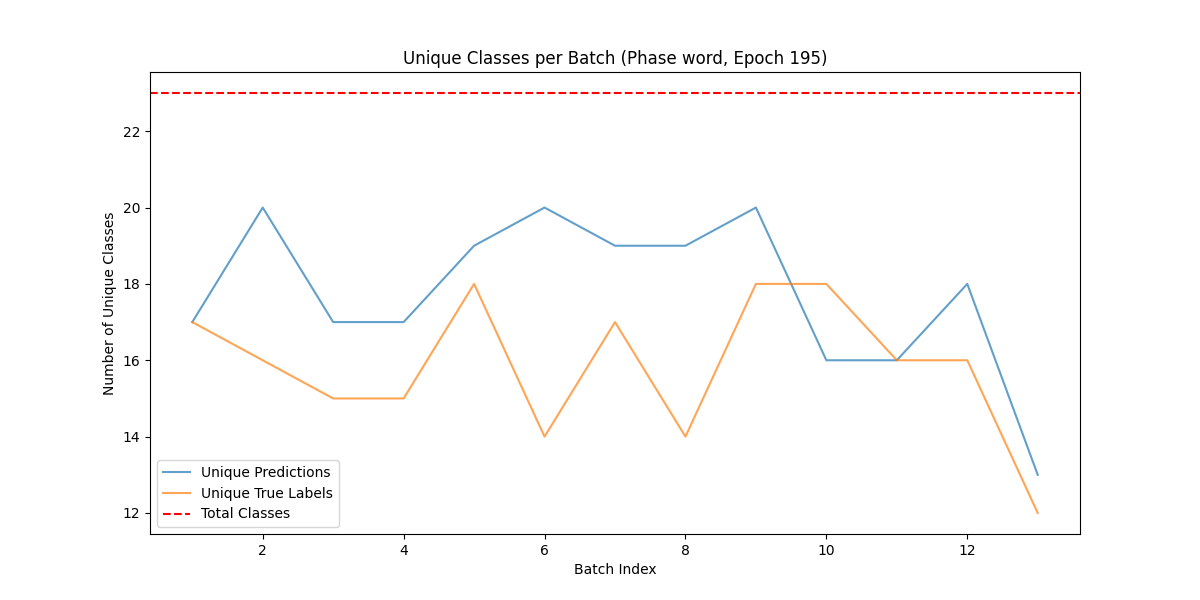 Unique Classes per Batch (Phase word, Epoch 195)
Number of Unique Classes
22
20
18
16
14
12
Unique Predictions
Unique True Labels
Total Classes
2 4 6 8 10 12
Batch Index